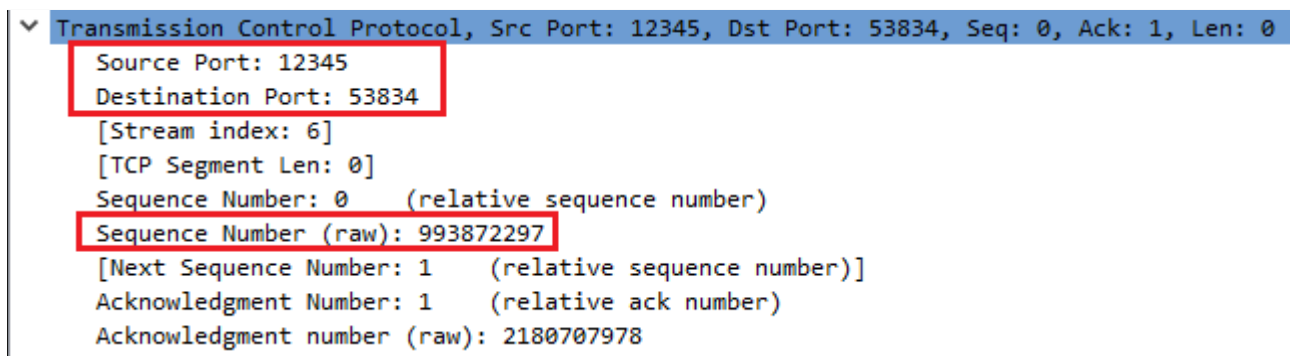 Transmission Control Protocol, Src Port: 12345, Dst Port: 53834, Seq: 0, Ack: 1, Len: 0
Source Port: 12345
Destination Port: 53834
[Stream index: 6]
[TCP Segment Len: 0]
Sequence Number: 0    (relative sequence number)
Sequence Number (raw): 993872297
[Next Sequence Number: 1    (relative sequence number)]
Acknowledgment Number: 1    (relative ack number)
Acknowledgment number (raw): 2180707978